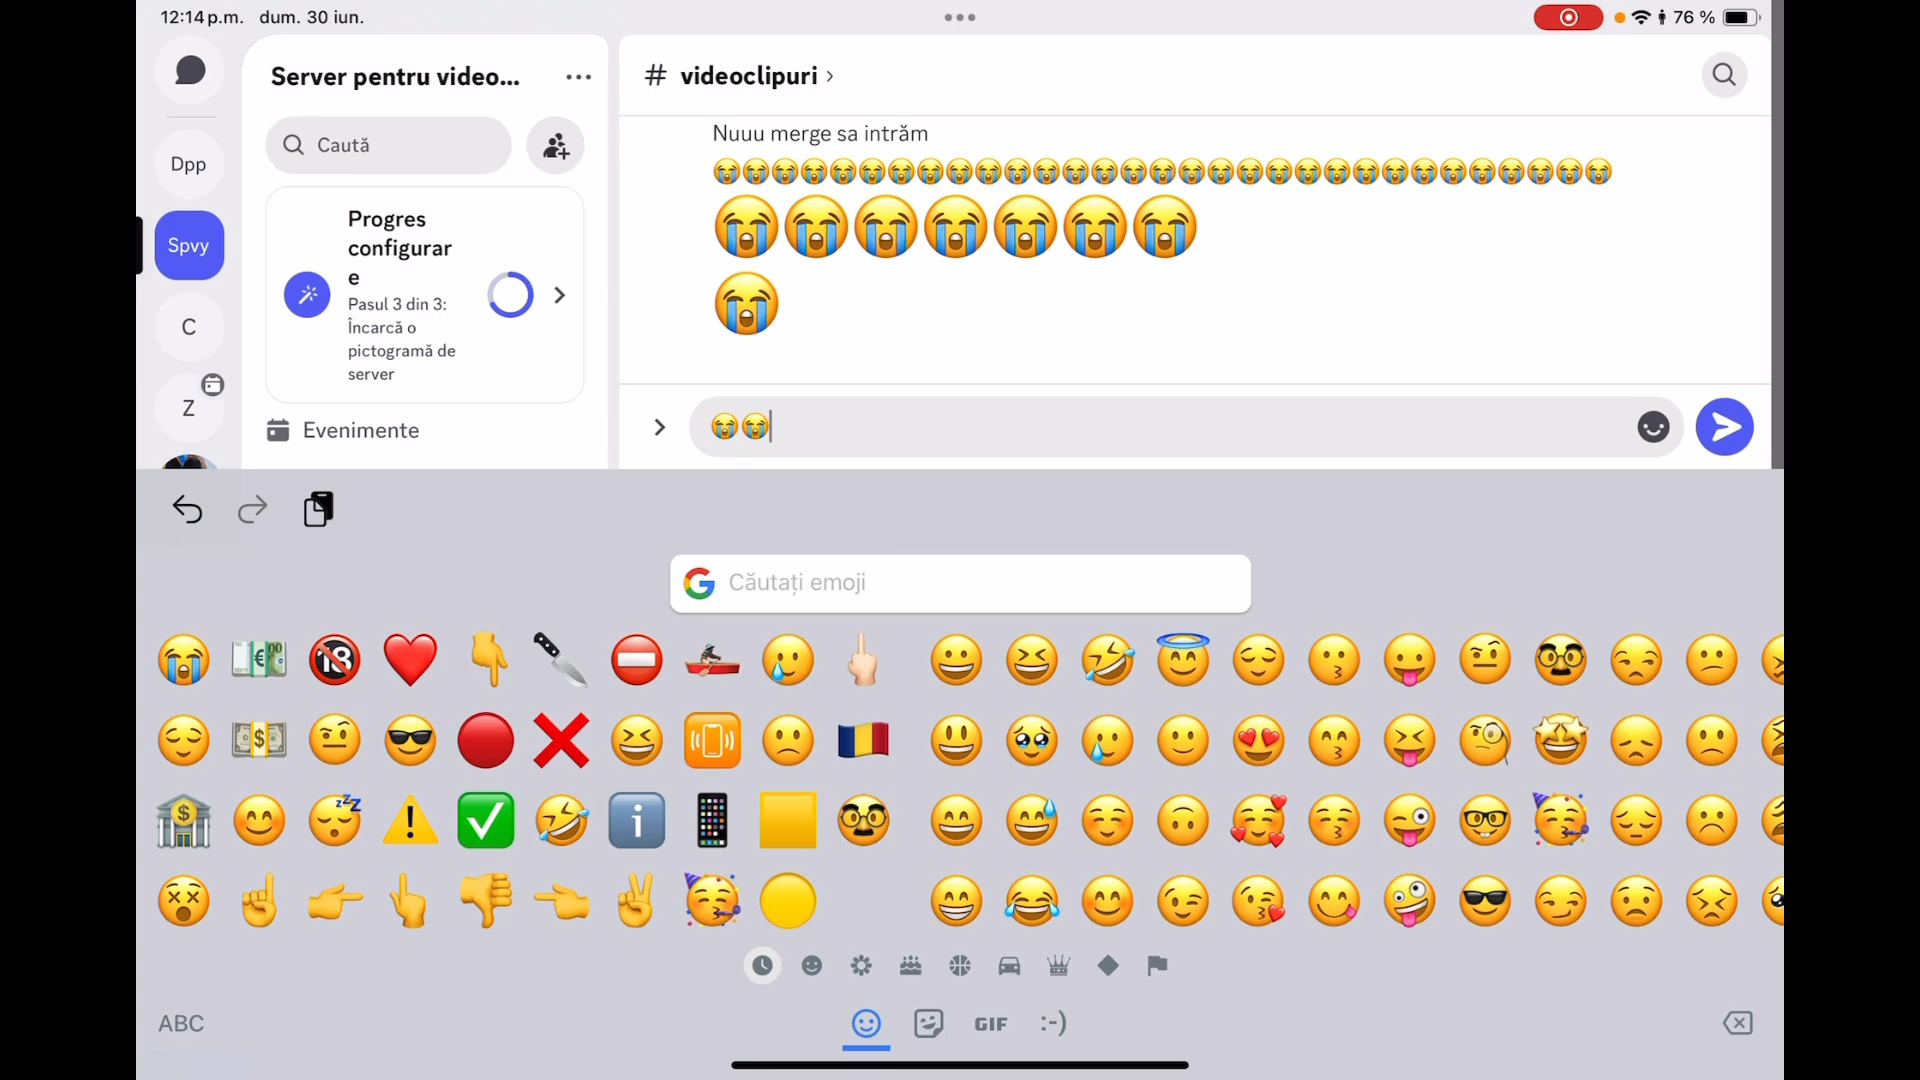 12:14 p.m. dum. 30 iun.
76 %
Server pentru video...
# videoclipuri
Caută
Dpp
Spvy
C
Z
Progres
configurar
e
Pasul 3 din 3:
Încarcă o
pictogramă de
server
Evenimente
Nuuu merge sa intrăm
😭😭😭😭😭😭😭😭😭😭😭😭😭😭😭😭😭😭😭😭😭😭😭😭😭😭😭😭😭😭😭
😭😭😭😭😭😭😭
😭
😭😭
Căutați emoji
ABC
GIF
:-)